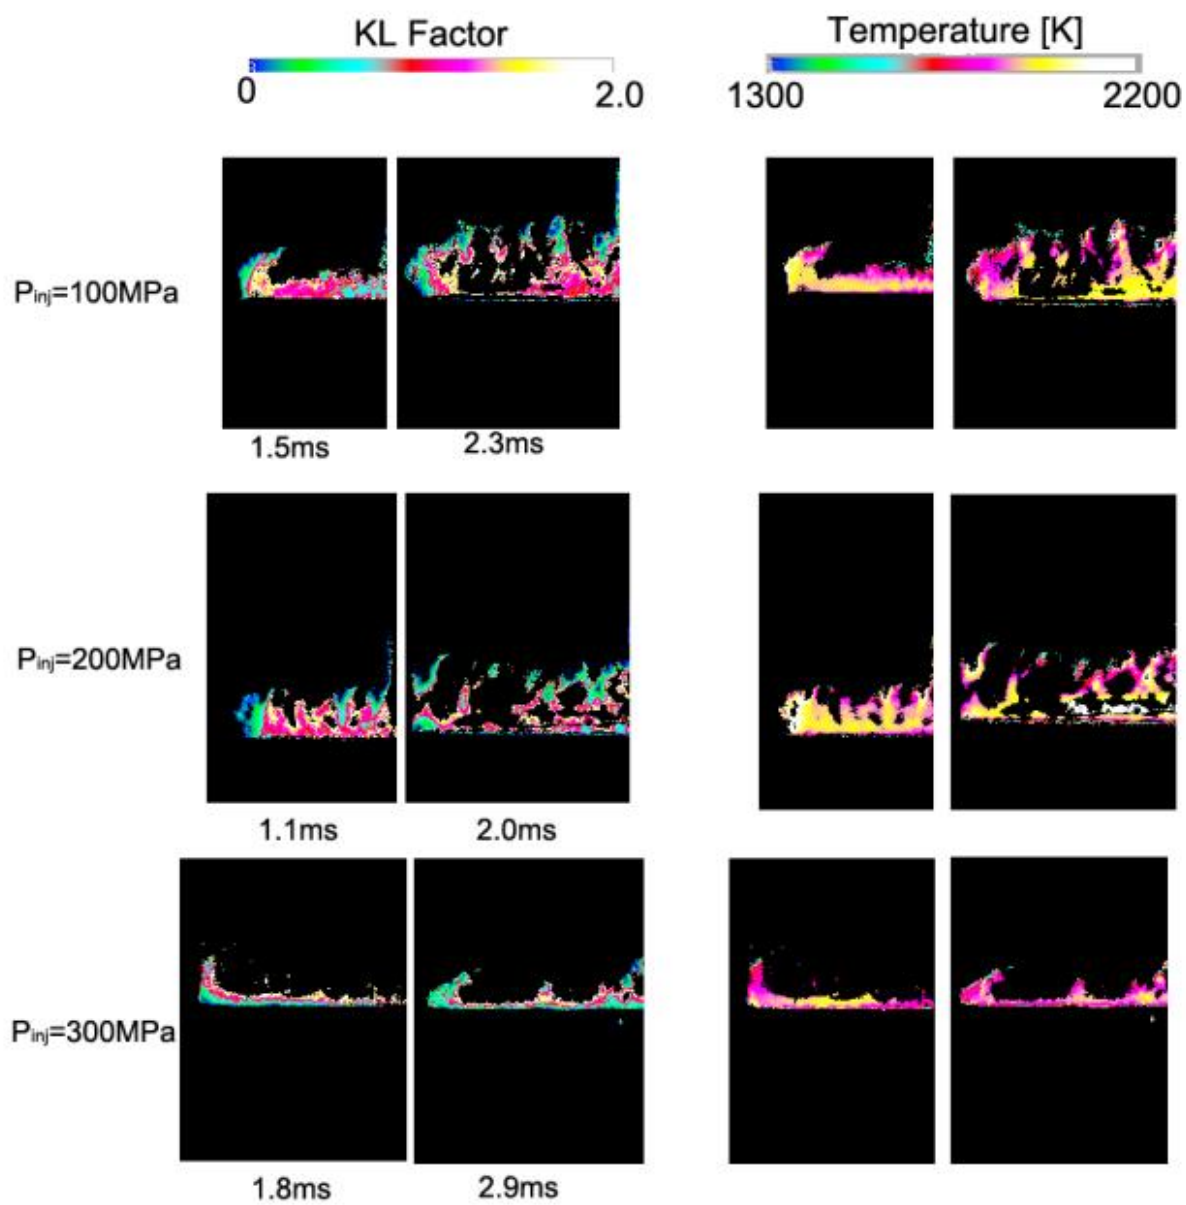 KL Factor
Temperature [K]
0 2.0
1300 2200
Pinj=100MPa
1.5ms 2.3ms
Pinj=200MPa
1.1ms 2.0ms
Pinj=300MPa
1.8ms 2.9ms